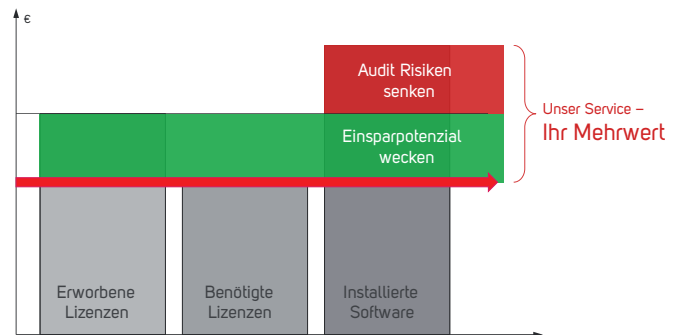 €
Audit Risiken
senken
Einsparpotenzial
wecken
Unser Service –
Ihr Mehrwert
Erworbene
Lizenzen
Benötigte
Lizenzen
Installierte
Software